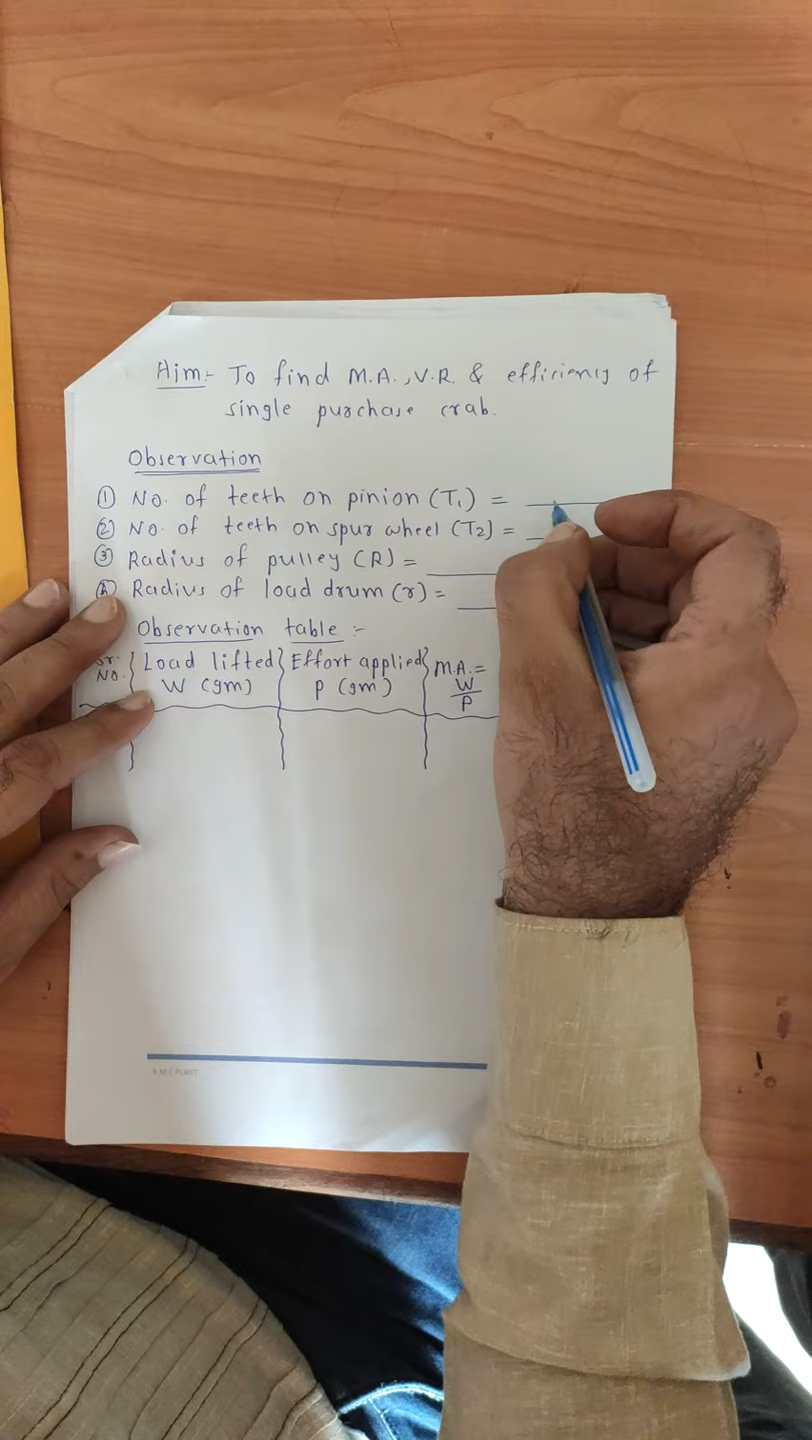 Aim:- To find M.A., V.R. & efficiency of
single purchase crab.
Observation
① No. of teeth on pinion (T₁) =
② No. of teeth on spur wheel (T2) =
③ Radius of pulley (R) =
④ Radius of load drum (r) =
Observation table :-
Sr. No. Load lifted W (gm) Effort applied P (gm) M.A. = W/P
R.M.C PLANT